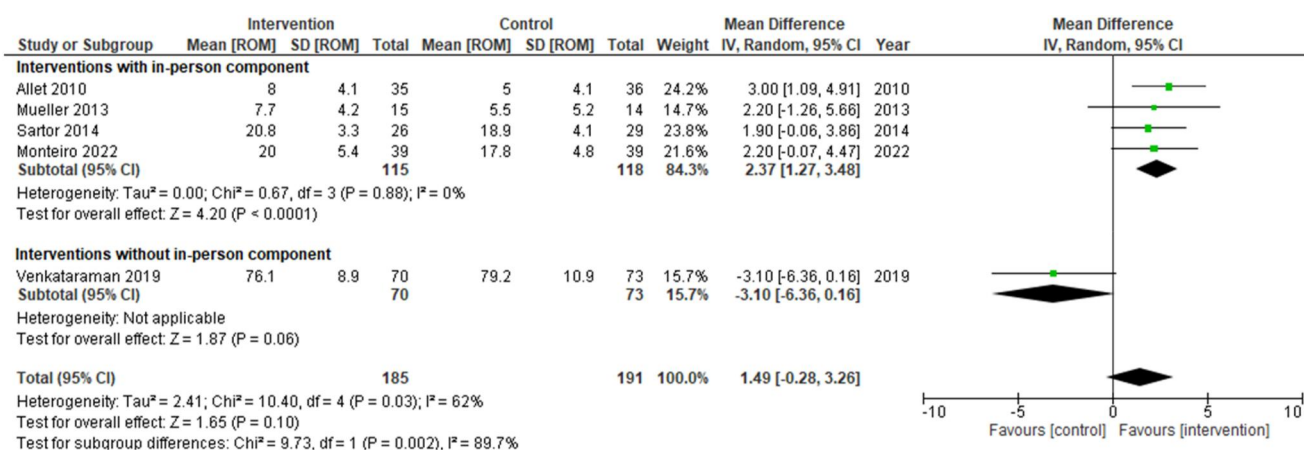 Intervention Control Mean Difference Mean Difference
Study or Subgroup Mean [ROM] SD [ROM] Total Mean [ROM] SD [ROM] Total Weight IV, Random, 95% CI Year IV, Random, 95% CI
Interventions with in-person component
Allet 2010 8 4.1 35 5 4.1 36 24.2% 3.00 [1.09, 4.91] 2010
Mueller 2013 7.7 4.2 15 5.5 5.2 14 14.7% 2.20 [-1.26, 5.66] 2013
Sartor 2014 20.8 3.3 26 18.9 4.1 29 23.8% 1.90 [-0.06, 3.86] 2014
Monteiro 2022 20 5.4 39 17.8 4.8 39 21.6% 2.20 [-0.07, 4.47] 2022
Subtotal (95% CI) 115 118 84.3% 2.37 [1.27, 3.48]
Heterogeneity: Tau² = 0.00; Chi² = 0.67, df = 3 (P = 0.88); I² = 0%
Test for overall effect: Z = 4.20 (P < 0.0001)
Interventions without in-person component
Venkataraman 2019 76.1 8.9 70 79.2 10.9 73 15.7% -3.10 [-6.36, 0.16] 2019
Subtotal (95% CI) 70 73 15.7% -3.10 [-6.36, 0.16]
Heterogeneity: Not applicable
Test for overall effect: Z = 1.87 (P = 0.06)
Total (95% CI) 185 191 100.0% 1.49 [-0.28, 3.26]
Heterogeneity: Tau² = 2.41; Chi² = 10.40, df = 4 (P = 0.03); I² = 62%
Test for overall effect: Z = 1.65 (P = 0.10)
Test for subgroup differences: Chi² = 9.73, df = 1 (P = 0.002), I² = 89.7%
-10 -5 0 5 10
Favours [control] Favours [intervention]